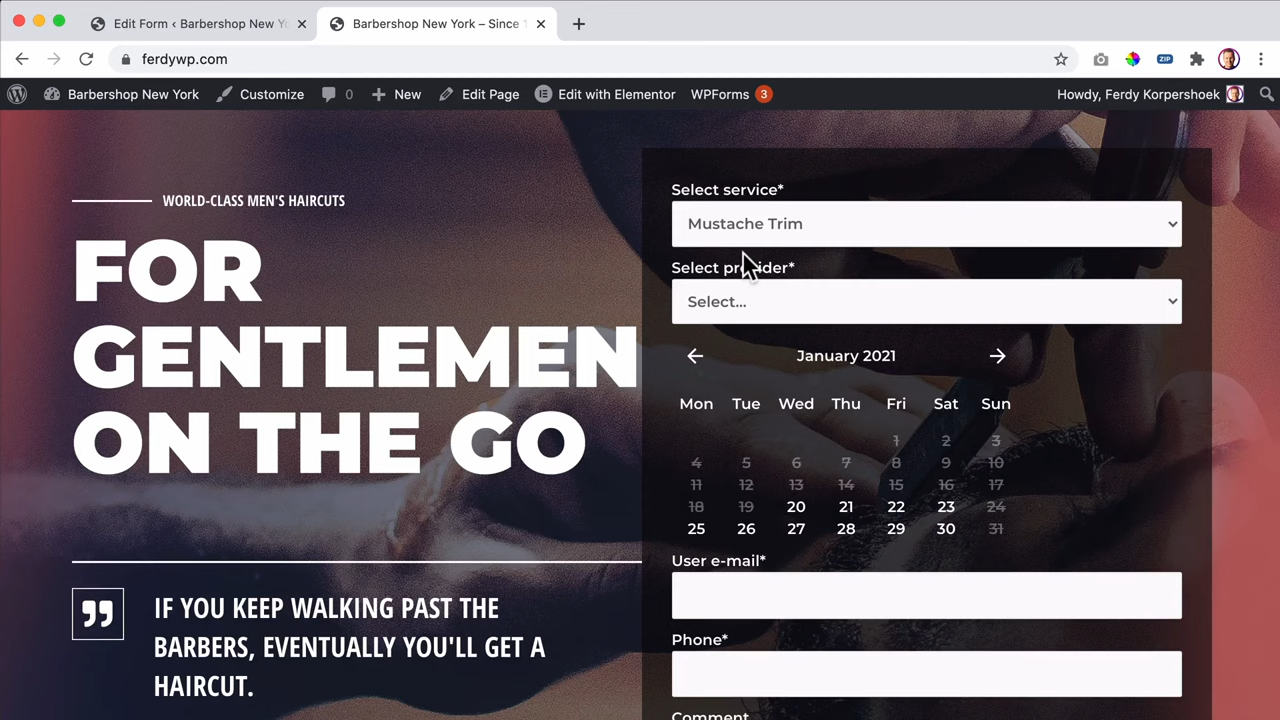 Edit Form ‹ Barbershop New Yo
Barbershop New York – Since 1
ferdywp.com
ZIP
Barbershop New York
Customize
0
New
Edit Page
Edit with Elementor
WPForms 3
Howdy, Ferdy Korpershoek
WORLD-CLASS MEN'S HAIRCUTS
FOR
GENTLEMEN
ON THE GO
IF YOU KEEP WALKING PAST THE
BARBERS, EVENTUALLY YOU'LL GET A
HAIRCUT.
Select service*
Mustache Trim
Select provider*
Select...
January 2021
Mon Tue Wed Thu Fri Sat Sun
1 2 3
4 5 6 7 8 9 10
11 12 13 14 15 16 17
18 19 20 21 22 23 24
25 26 27 28 29 30 31
User e-mail*
Phone*
Comment